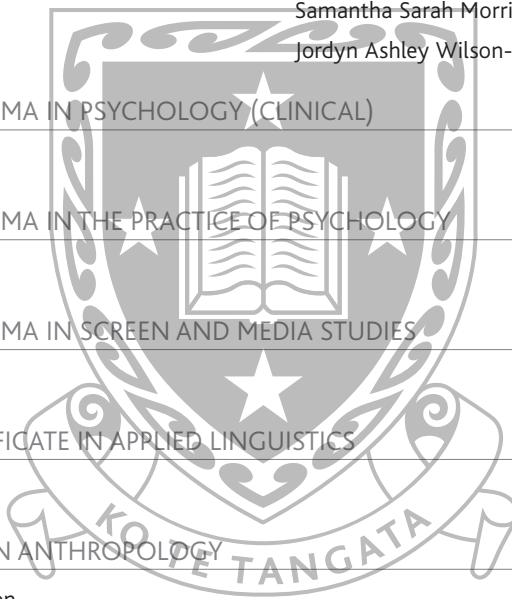 Samantha Sarah Morri
Jordyn Ashley Wilson-
MA IN PSYCHOLOGY (CLINICAL)
MA IN THE PRACTICE OF PSYCHOLOGY
MA IN SCREEN AND MEDIA STUDIES
FICATE IN APPLIED LINGUISTICS
N ANTHROPOLOGY
KO TE TANGATA